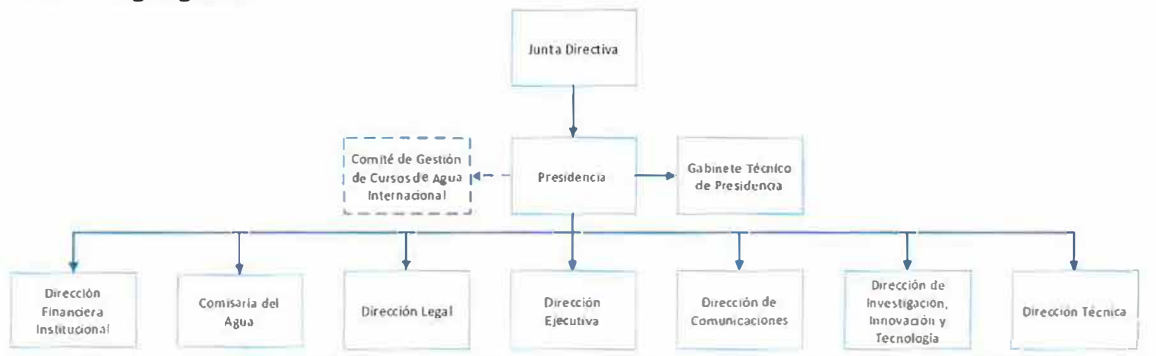 Junta Directiva
Comité de Gestión
de Cursos de Agua
Internacional
Presidencia
Gabinete Técnico
de Presidencia
Dirección
Financiera
Institucional
Comisaría del
Agua
Dirección Legal
Dirección
Ejecutiva
Dirección de
Comunicaciones
Dirección de
Investigación,
Innovación y
Tecnología
Dirección Técnica